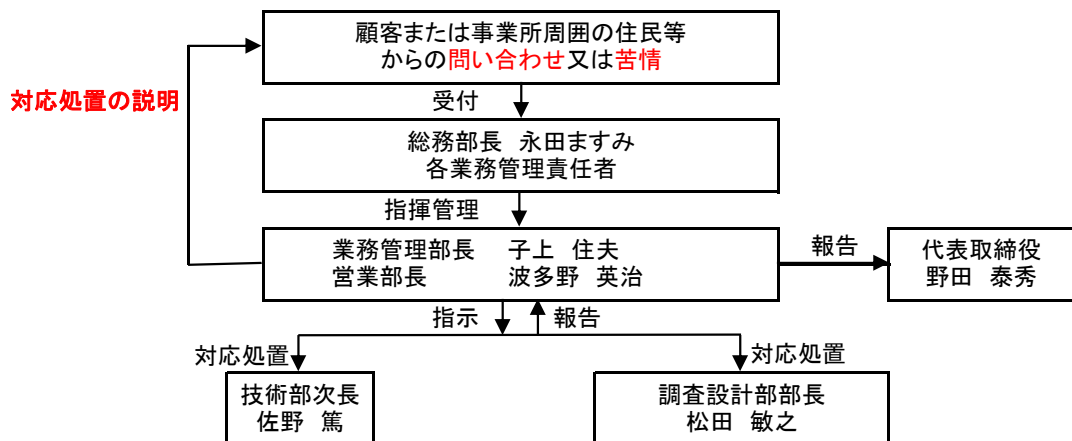 顧客または事業所周囲の住民等
からの問い合わせ又は苦情
対応処置の説明
受付
総務部長 永田ますみ
各業務管理責任者
指揮管理
業務管理部長 子上 住夫
営業部長 波多野 英治
報告
代表取締役
野田 泰秀
指示 報告
対応処置
対応処置
技術部次長
佐野 篤
調査設計部部長
松田 敏之